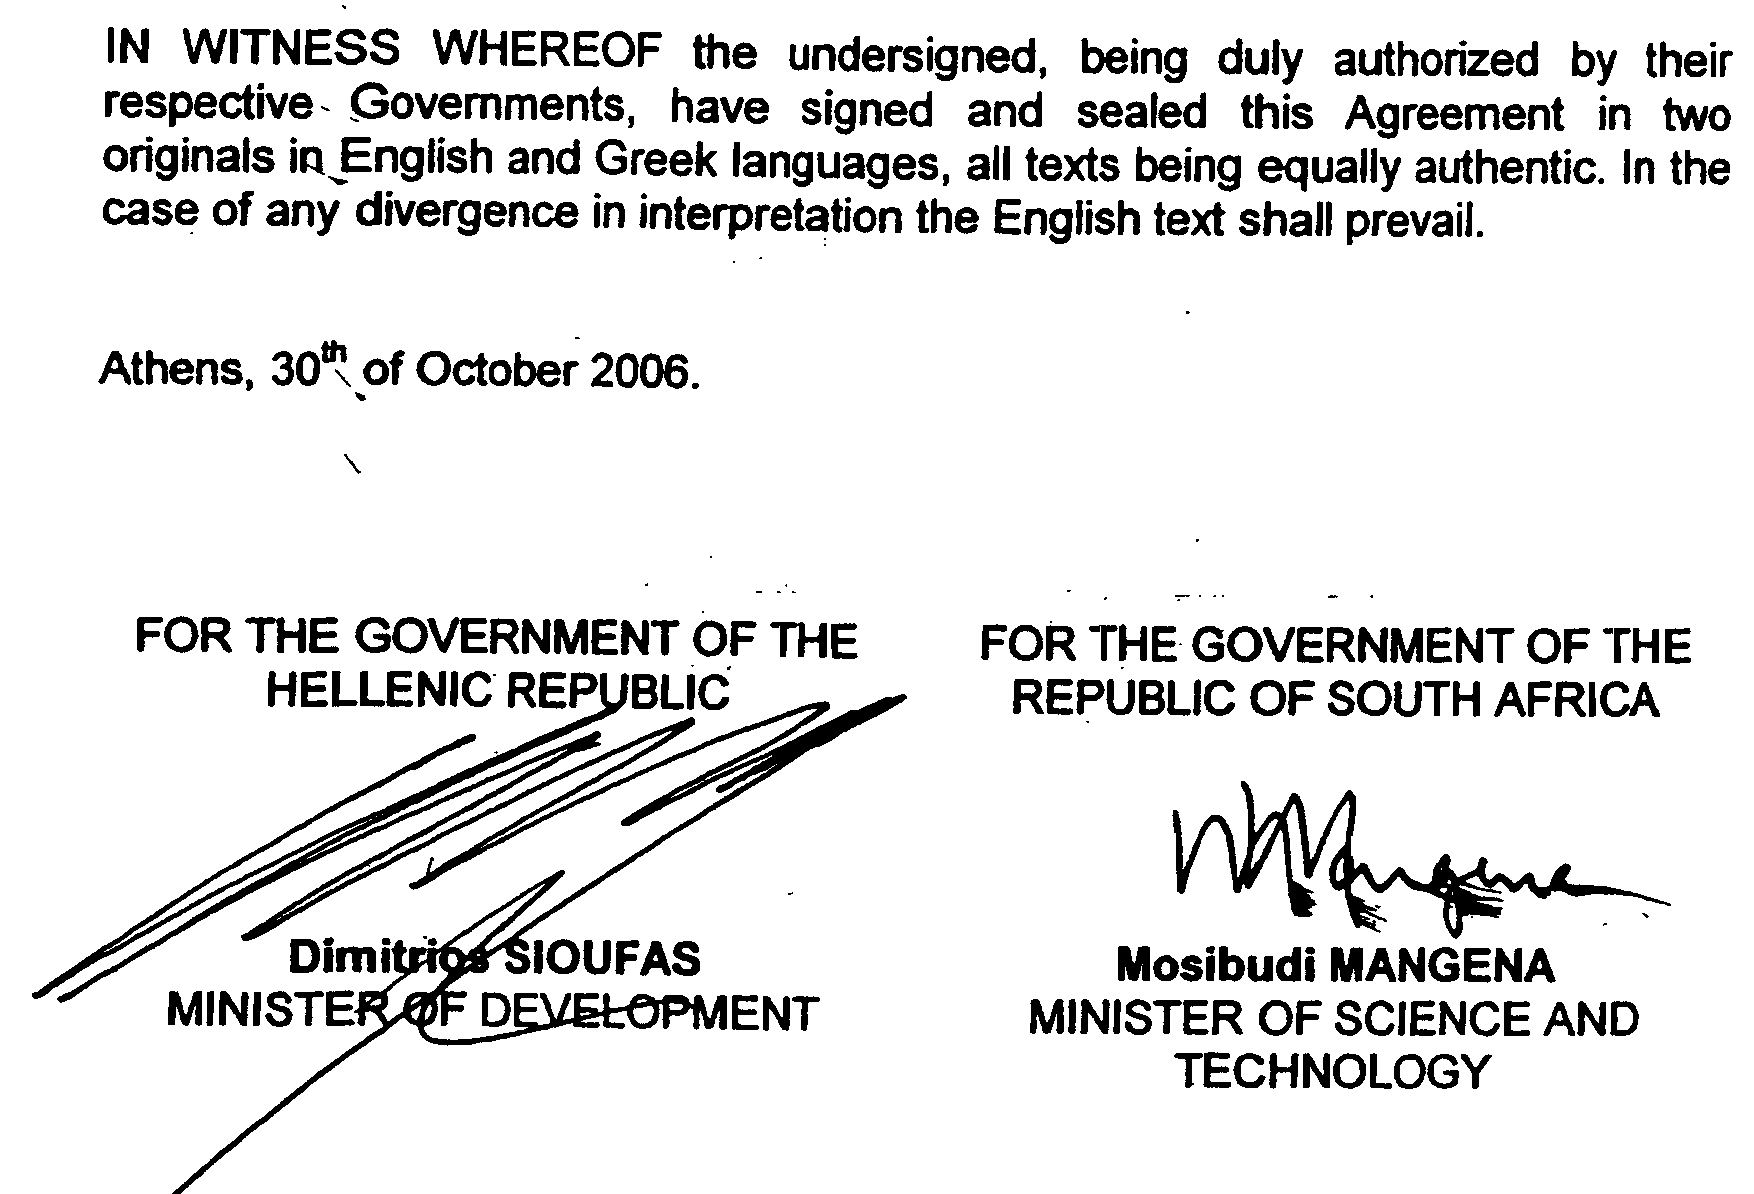 IN WITNESS WHEREOF the undersigned, being duly authorized by their
respective Governments, have signed and sealed this Agreement in two
originals in English and Greek languages, all texts being equally authentic. In the
case of any divergence in interpretation the English text shall prevail.
Athens, 30th of October 2006.
FOR THE GOVERNMENT OF THE
HELLENIC REPUBLIC
Dimitrios SIOUFAS
MINISTER OF DEVELOPMENT
FOR THE GOVERNMENT OF THE
REPUBLIC OF SOUTH AFRICA
Mangena
Mosibudi MANGENA
MINISTER OF SCIENCE AND
TECHNOLOGY